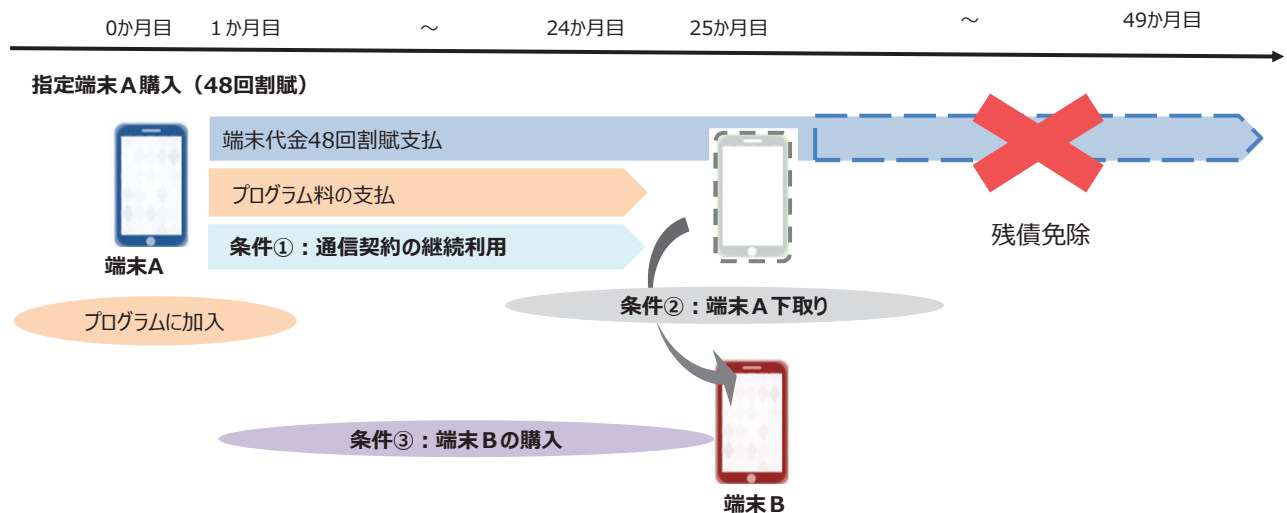 0か月目 1か月目 ～ 24か月目 25か月目 ～ 49か月目
指定端末A購入（48回割賦）
端末代金48回割賦支払
プログラム料の支払
条件①：通信契約の継続利用
残債免除
端末A
条件②：端末A下取り
プログラムに加入
条件③：端末Bの購入
端末B